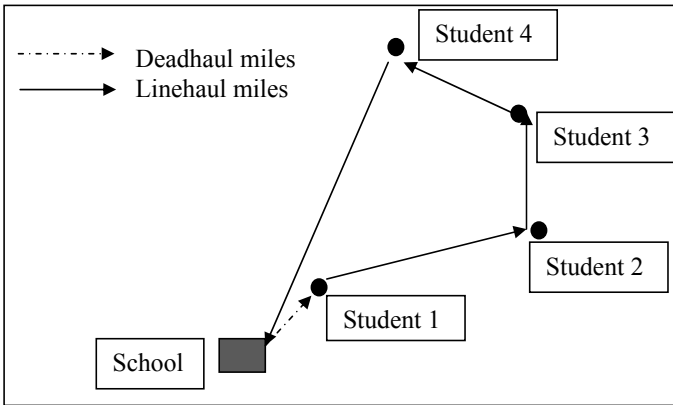 Student 4
Deadhaul miles
Linehaul miles
Student 3
Student 2
Student 1
School